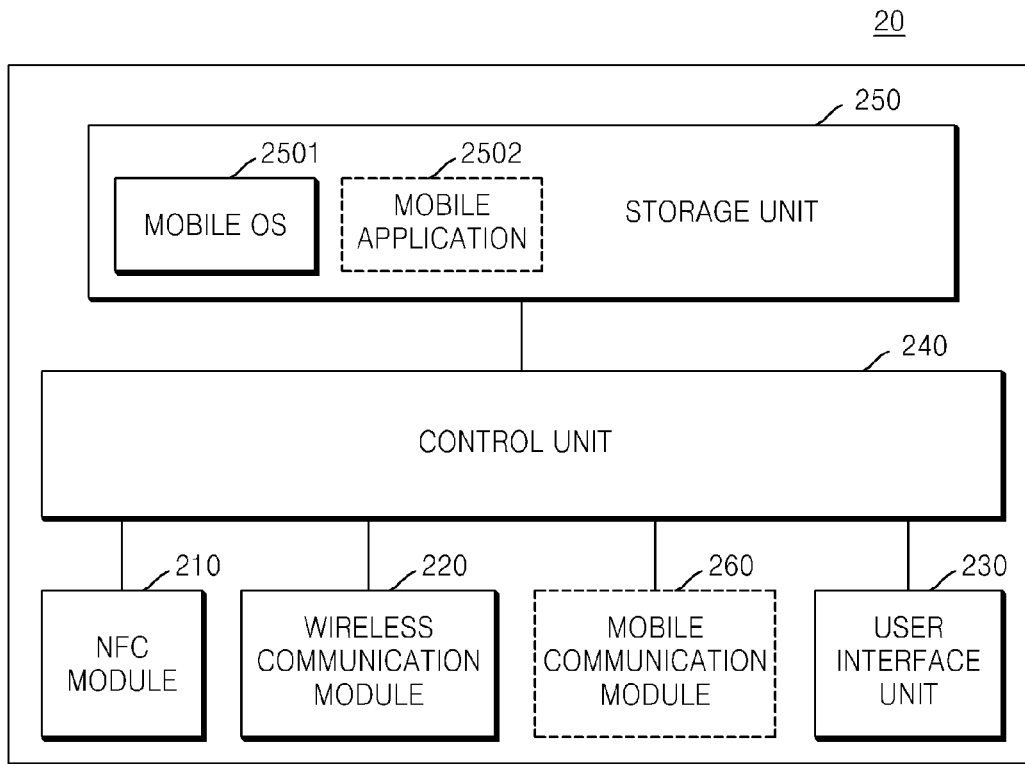 20
250
2501
2502
MOBILE OS
MOBILE
APPLICATION
STORAGE UNIT
240
CONTROL UNIT
210
220
260
230
NFC
MODULE
WIRELESS
COMMUNICATION
MODULE
MOBILE
COMMUNICATION
MODULE
USER
INTERFACE
UNIT